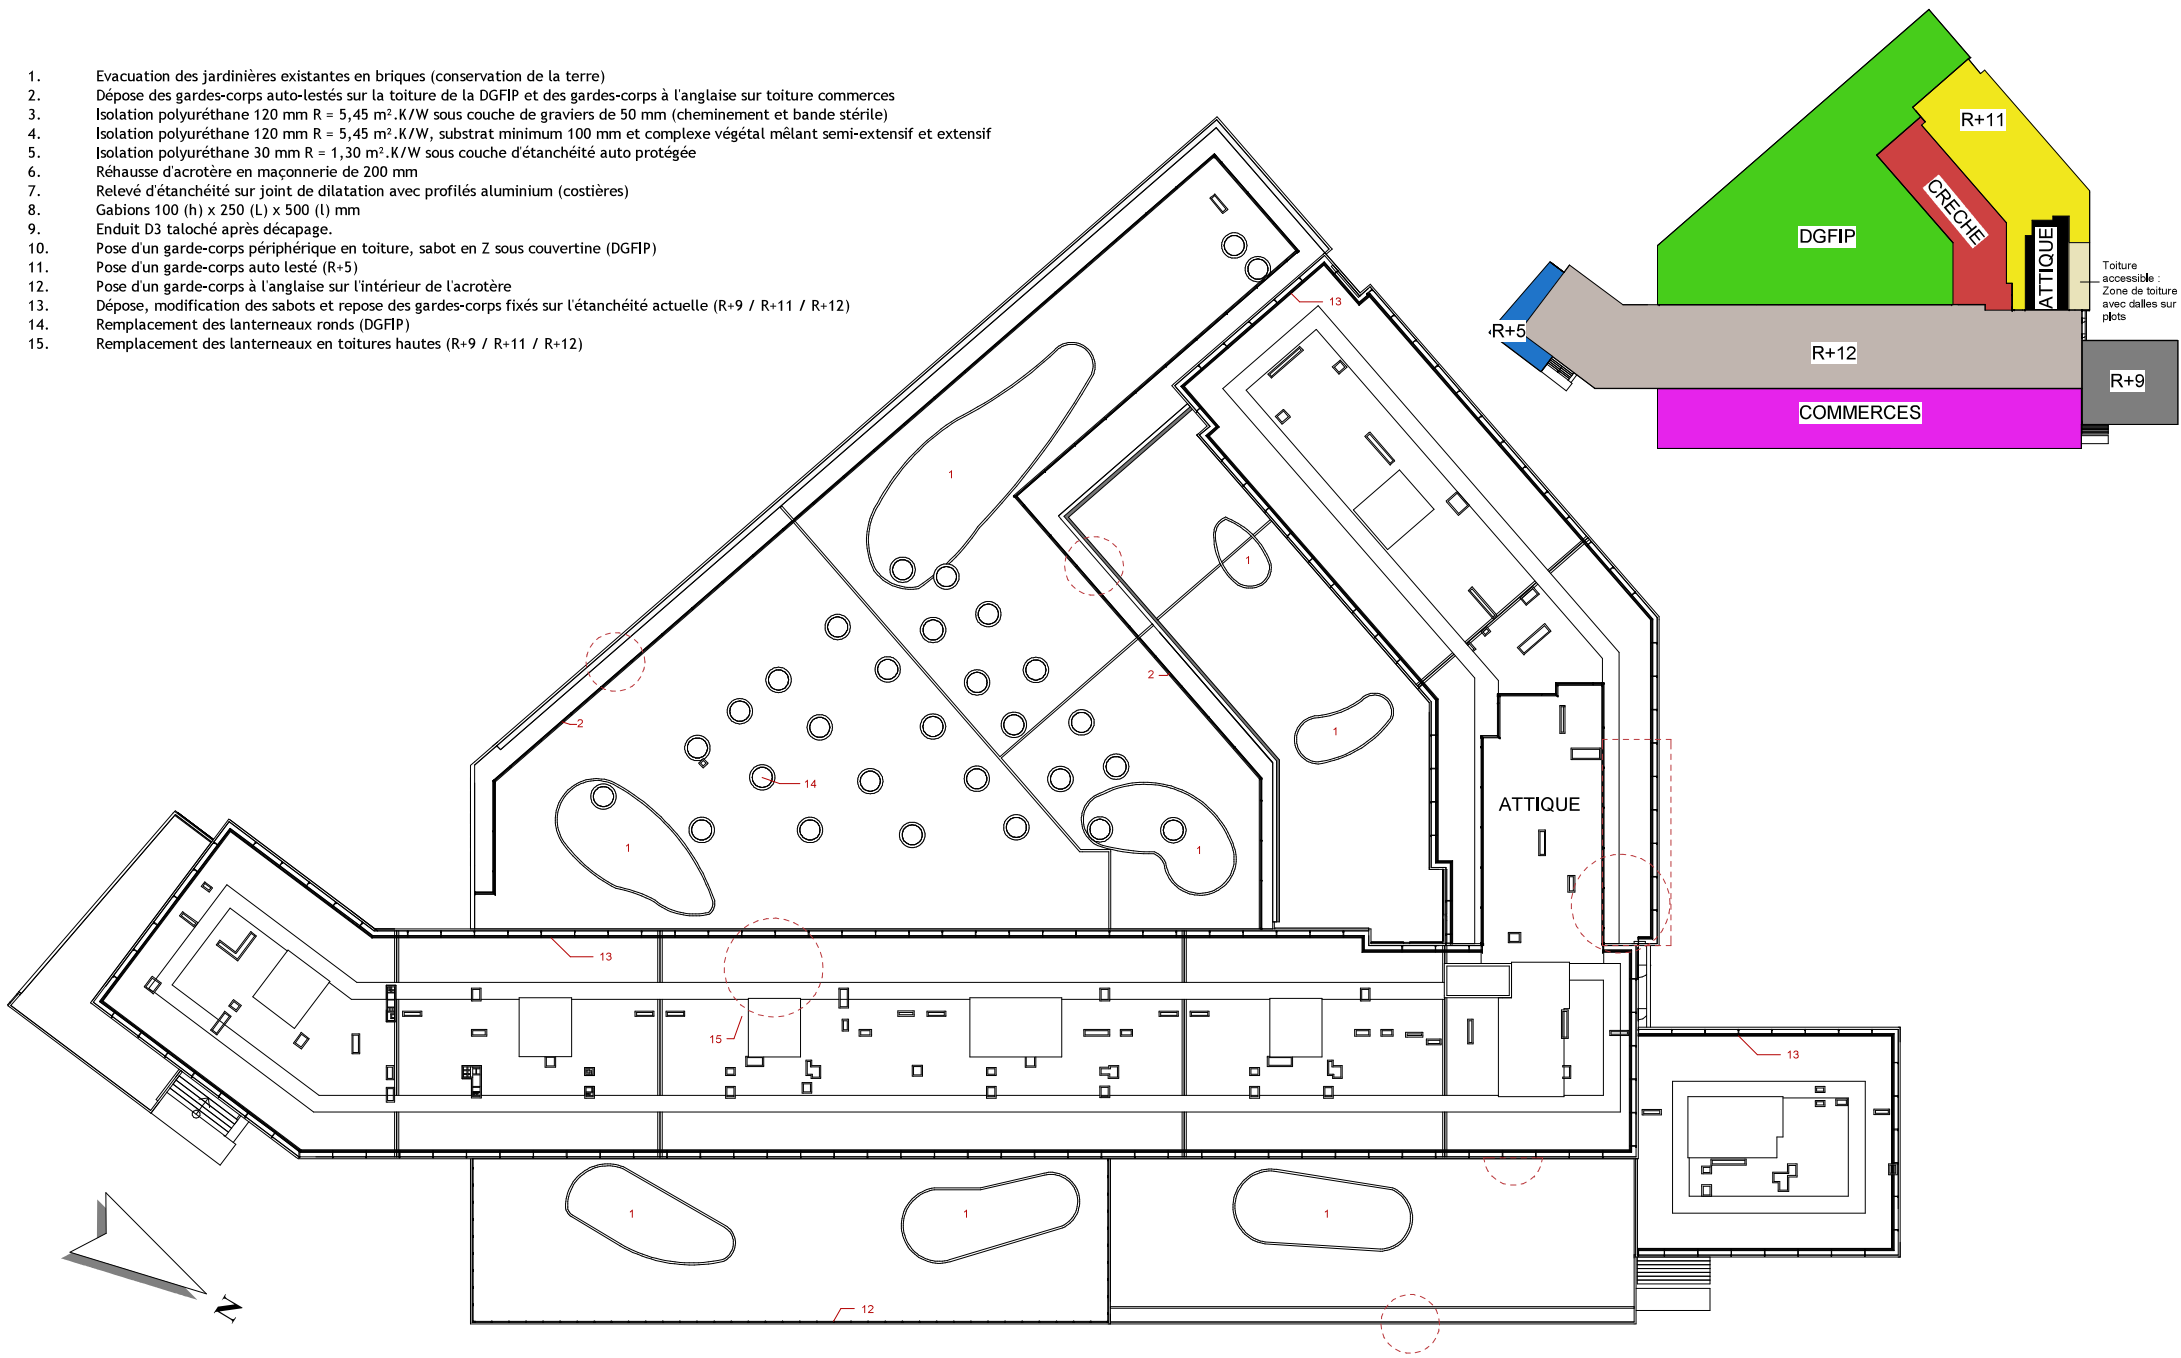 1. Evacuation des jardinières existantes en briques (conservation de la terre)
2. Dépose des gardes-corps auto-lestés sur la toiture de la DGFIP et des gardes-corps à l'anglaise sur toiture commerces
3. Isolation polyuréthane 120 mm R = 5,45 m².K/W sous couche de graviers de 50 mm (cheminement et bande stérile)
4. Isolation polyuréthane 120 mm R = 5,45 m².K/W, substrat minimum 100 mm et complexe végétal mêlant semi-extensif et extensif
5. Isolation polyuréthane 30 mm R = 1,30 m².K/W sous couche d'étanchéité auto protégée
6. Réhausse d'acrotère en maçonnerie de 200 mm
7. Relevé d'étanchéité sur joint de dilatation avec profilés aluminium (costières)
8. Gabions 100 (h) x 250 (L) x 500 (l) mm
9. Enduit D3 taloché après décapage.
10. Pose d'un garde-corps périphérique en toiture, sabot en Z sous couvertine (DGFIP)
11. Pose d'un garde-corps auto lesté (R+5)
12. Pose d'un garde-corps à l'anglaise sur l'intérieur de l'acrotère
13. Dépose, modification des sabots et repose des gardes-corps fixés sur l'étanchéité actuelle (R+9 / R+11 / R+12)
14. Remplacement des lanterneaux ronds (DGFIP)
15. Remplacement des lanterneaux en toitures hautes (R+9 / R+11 / R+12)
R+11
CRECHE
DGFIP
ATTIQUE
Toiture
accessible :
Zone de toiture
avec dalles sur
plots
R+5
R+12
R+9
COMMERCES
13
1
1
2
2
1
14
ATTIQUE
1
1
13
15
13
1
1
1
12
N